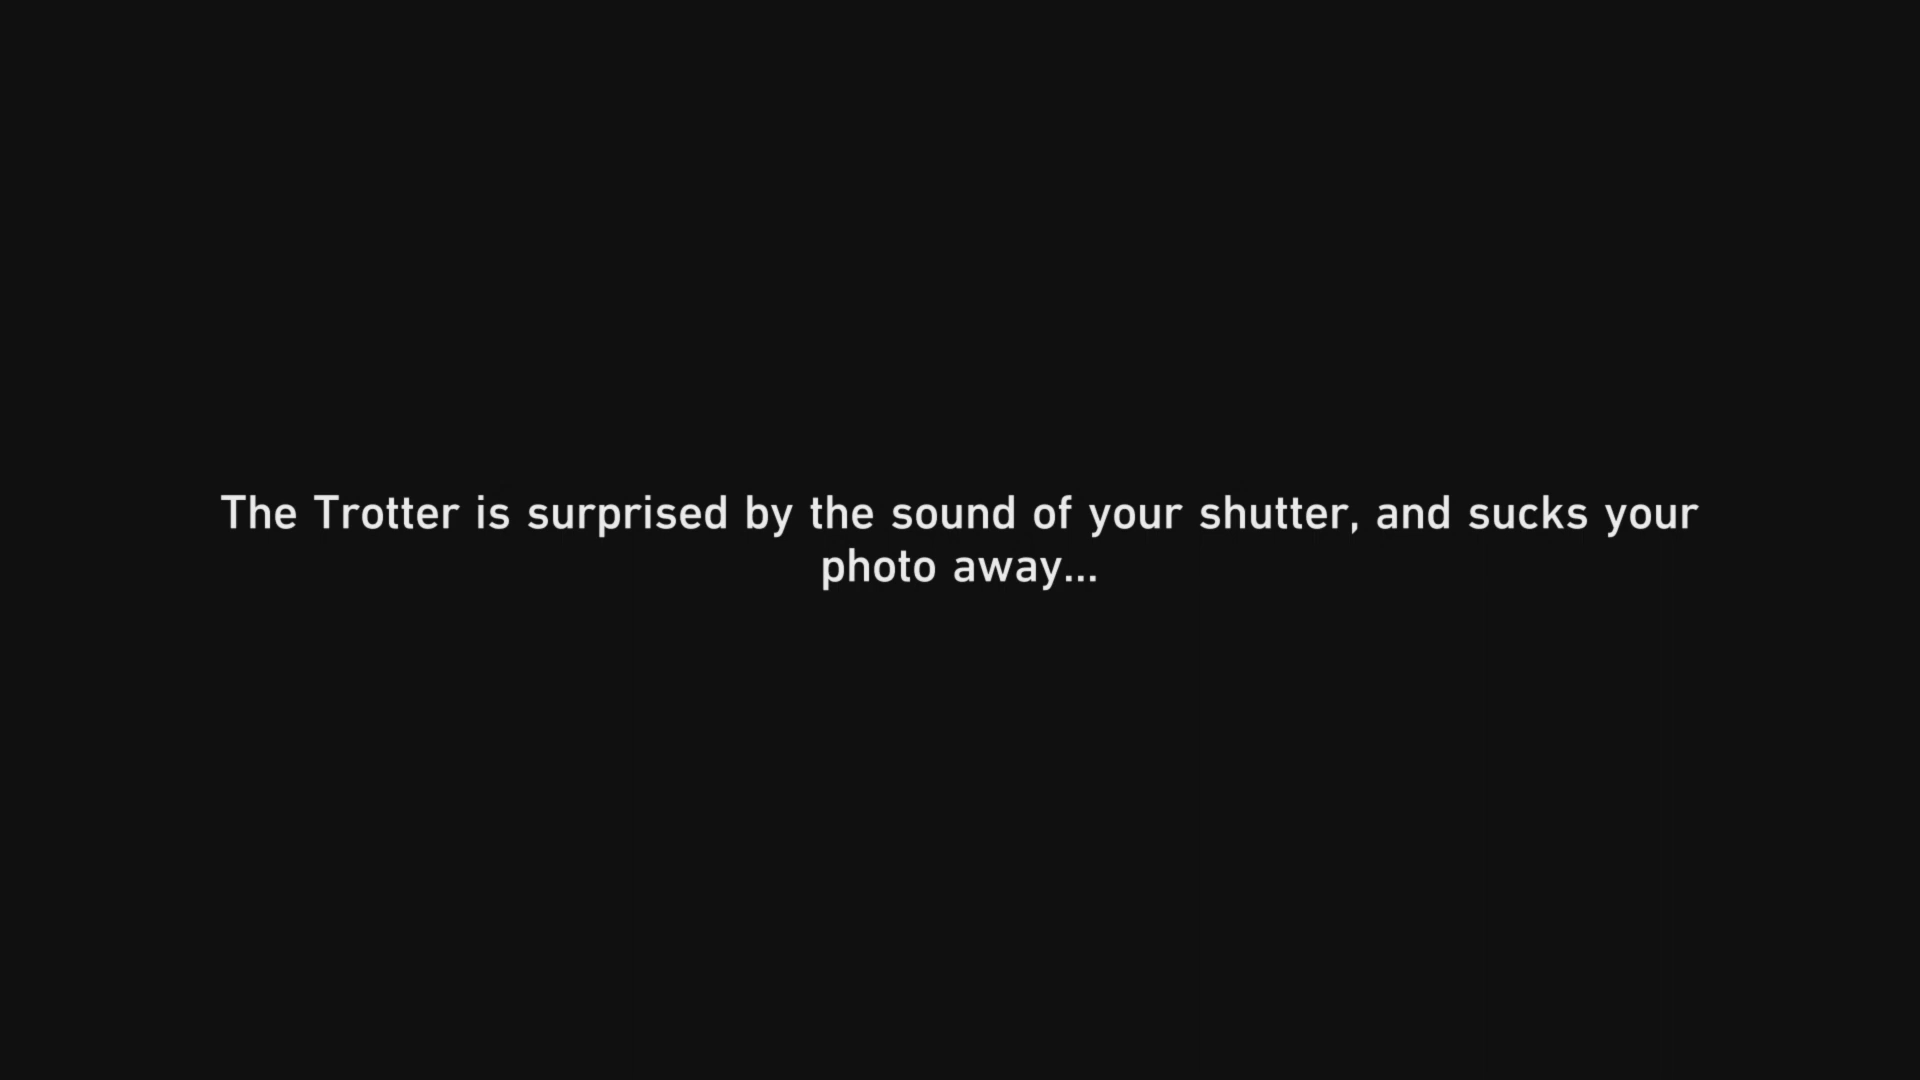 The Trotter is surprised by the sound of your shutter, and sucks your
photo away...